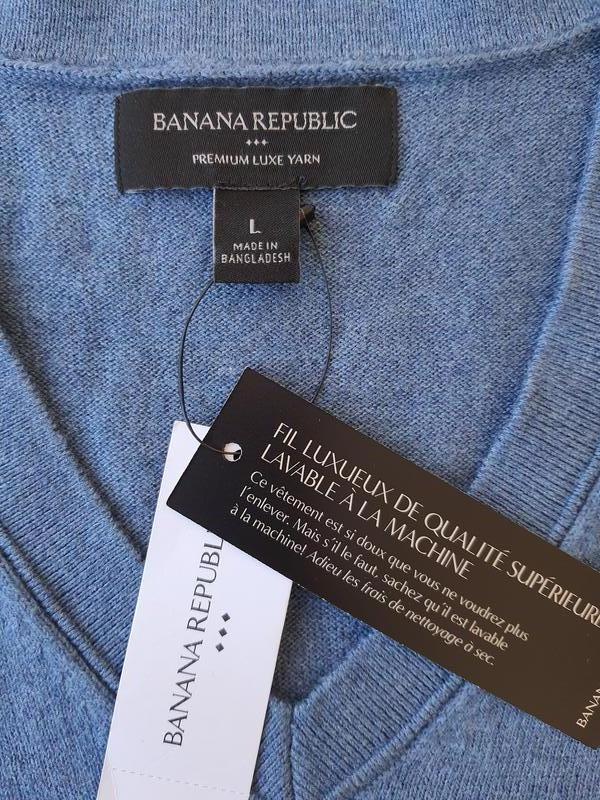 BANANA REPUBLIC
PREMIUM LUXE YARN
L
MADE IN
BANGLADESH
FIL LUXUEUX DE QUALITÉ SUPÉRIEURE
LAVABLE À LA MACHINE
Ce vêtement est si doux que vous ne voudrez plus
l'enlever. Mais s'il le faut, sachez qu'il est lavable
à la machine! Adieu les frais de nettoyage à sec.
BANANA REPUBL
BANA